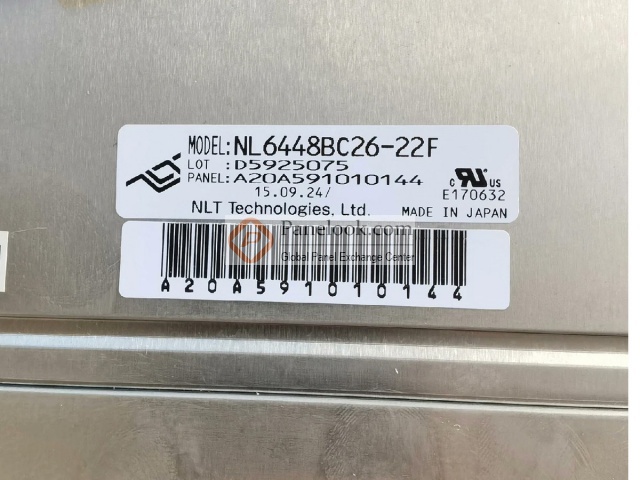 MODEL:NL6448BC26-22F
LOT :D5925075
PANEL:A20A591010144
15.09.24/
c us
E170632
NLT Technologies, Ltd. MADE IN JAPAN
Panelook.com
Global Panel Exchange Center
A20A591010144